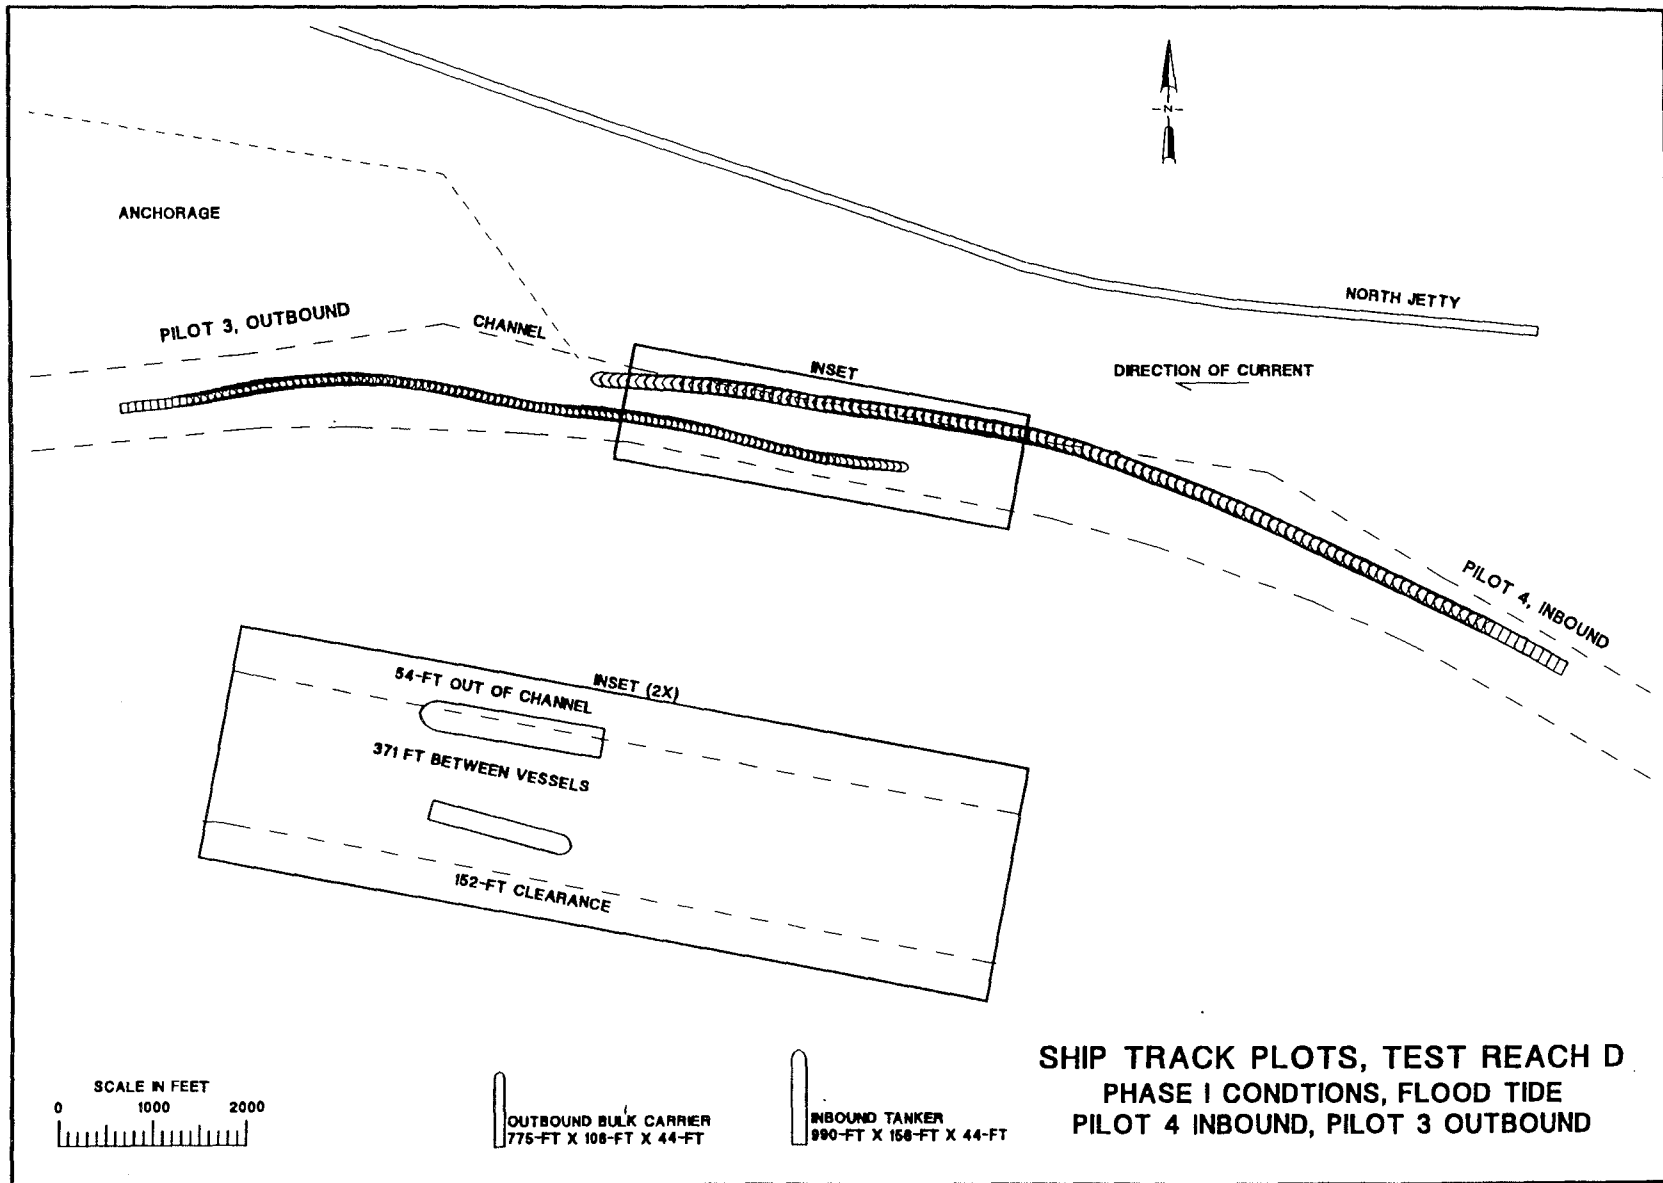 N
ANCHORAGE
NORTH JETTY
PILOT 3, OUTBOUND
CHANNEL
INSET
DIRECTION OF CURRENT
PILOT 4, INBOUND
INSET (2X)
54-FT OUT OF CHANNEL
371 FT BETWEEN VESSELS
152-FT CLEARANCE
SCALE IN FEET
0 1000 2000
OUTBOUND BULK CARRIER
775-FT X 106-FT X 44-FT
INBOUND TANKER
990-FT X 156-FT X 44-FT
SHIP TRACK PLOTS, TEST REACH D
PHASE I CONDTIONS, FLOOD TIDE
PILOT 4 INBOUND, PILOT 3 OUTBOUND